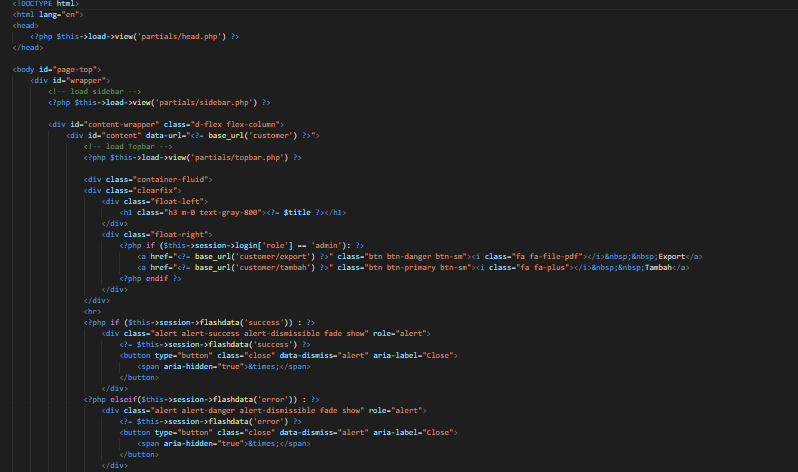 <!DOCTYPE html>
<html lang="en">
<head>
<?php $this->load->view('partials/head.php') ?>
</head>
<body id="page-top">
<div id="wrapper">
<!-- load sidebar -->
<?php $this->load->view('partials/sidebar.php') ?>
<div id="content-wrapper" class="d-flex flex-column">
<div id="content" data-url="<?= base_url('customer') ?>">
<!-- load Topbar -->
<?php $this->load->view('partials/topbar.php') ?>
<div class="container-fluid">
<div class="clearfix">
<div class="float-left">
<h1 class="h3 m-0 text-gray-800"><?= $title ?></h1>
</div>
<div class="float-right">
<?php if ($this->session->login['role'] == 'admin'): ?>
<a href="<?= base_url('customer/export') ?>" class="btn btn-danger btn-sm"><i class="fa fa-file-pdf"></i>&nbsp;&nbsp;Export</a>
<a href="<?= base_url('customer/tambah') ?>" class="btn btn-primary btn-sm"><i class="fa fa-plus"></i>&nbsp;&nbsp;Tambah</a>
<?php endif ?>
</div>
</div>
<hr>
<?php if ($this->session->flashdata('success')) : ?>
<div class="alert alert-success alert-dismissible fade show" role="alert">
<?= $this->session->flashdata('success') ?>
<button type="button" class="close" data-dismiss="alert" aria-label="Close">
<span aria-hidden="true">&times;</span>
</button>
</div>
<?php elseif($this->session->flashdata('error')) : ?>
<div class="alert alert-danger alert-dismissible fade show" role="alert">
<?= $this->session->flashdata('error') ?>
<button type="button" class="close" data-dismiss="alert" aria-label="Close">
<span aria-hidden="true">&times;</span>
</button>
</div>